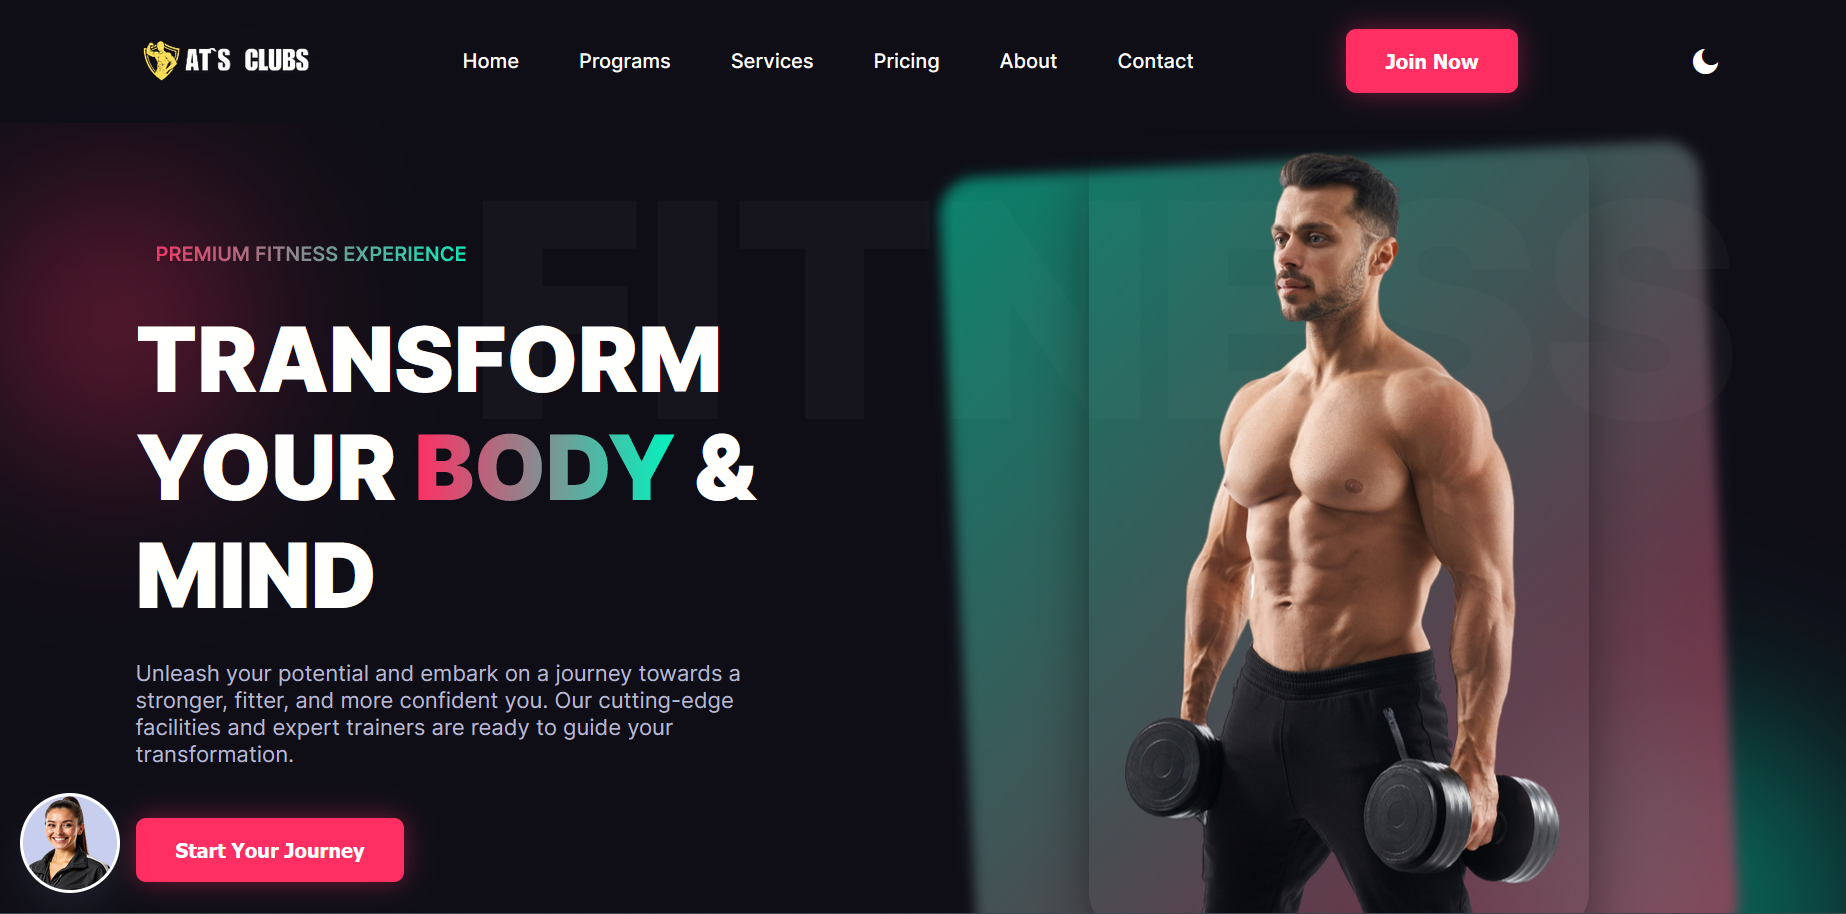 AT`S CLUBS
Home
Programs
Services
Pricing
About
Contact
Join Now
FITNESS
PREMIUM FITNESS EXPERIENCE
TRANSFORM
YOUR BODY &
MIND
Unleash your potential and embark on a journey towards a
stronger, fitter, and more confident you. Our cutting-edge
facilities and expert trainers are ready to guide your
transformation.
Start Your Journey